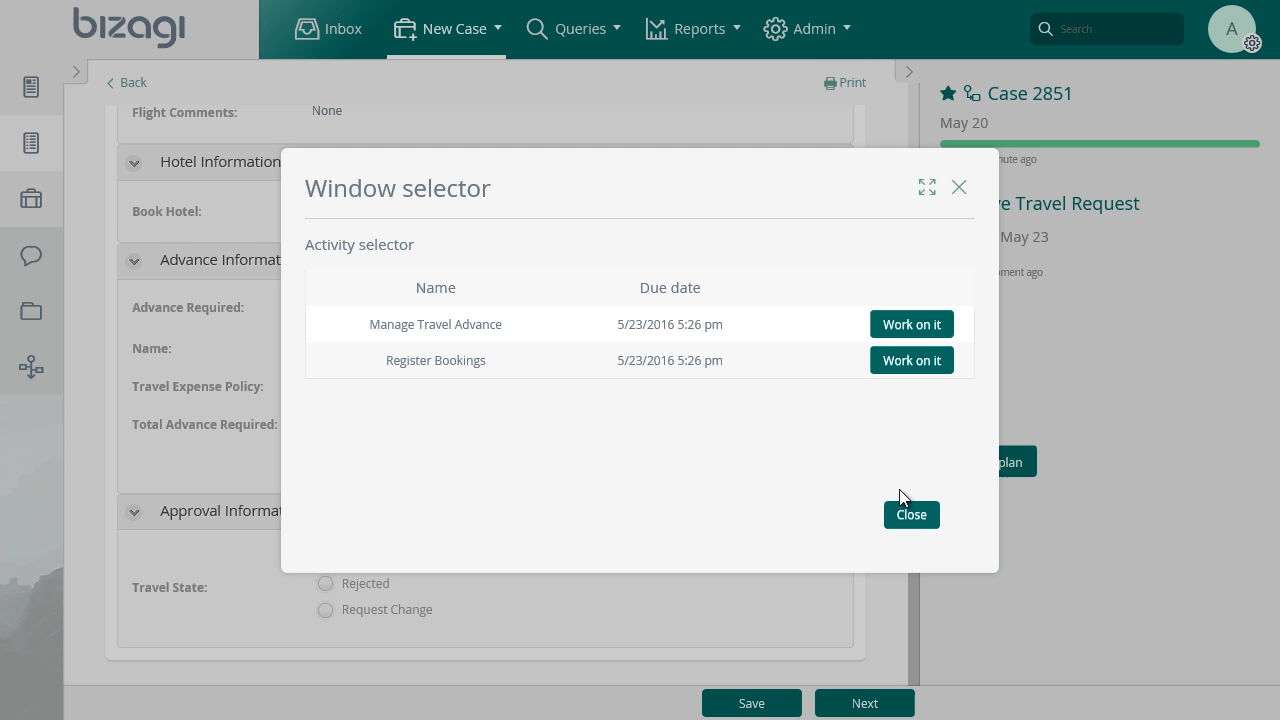 bizagi
Inbox
New Case
Queries
Reports
Admin
Search
A
Back
Print
Flight Comments:
None
Hotel Information
Book Hotel:
Advance Informat
Advance Required:
Name:
Travel Expense Policy:
Total Advance Required:
Approval Informat
Travel State:
Rejected
Request Change
Save
Next
Window selector
Activity selector
Name Due date
Manage Travel Advance 5/23/2016 5:26 pm Work on it
Register Bookings 5/23/2016 5:26 pm Work on it
Close
Case 2851
May 20
nute ago
ve Travel Request
May 23
ment ago
plan